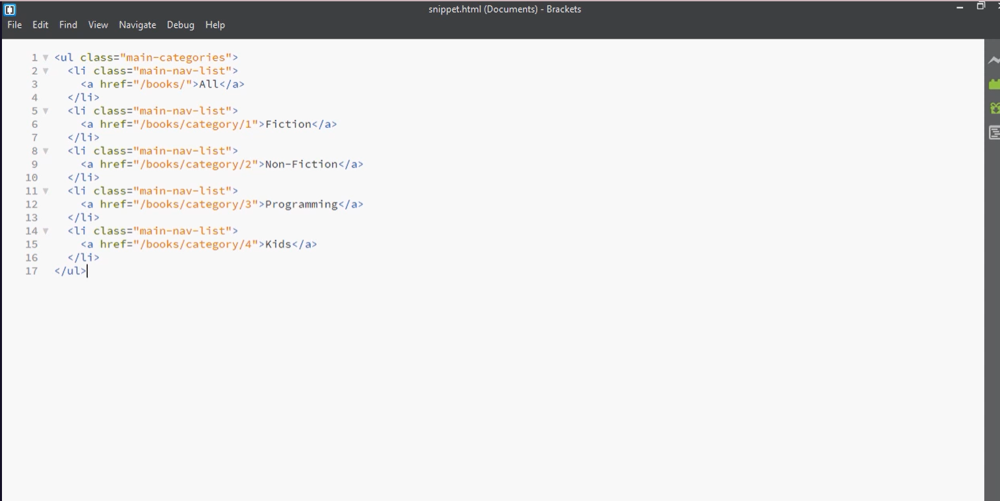 snippet.html (Documents) - Brackets
File Edit Find View Navigate Debug Help
1 <ul class="main-categories">
2   <li class="main-nav-list">
3     <a href="/books/">All</a>
4   </li>
5   <li class="main-nav-list">
6     <a href="/books/category/1">Fiction</a>
7   </li>
8   <li class="main-nav-list">
9     <a href="/books/category/2">Non-Fiction</a>
10   </li>
11   <li class="main-nav-list">
12     <a href="/books/category/3">Programming</a>
13   </li>
14   <li class="main-nav-list">
15     <a href="/books/category/4">Kids</a>
16   </li>
17 </ul>